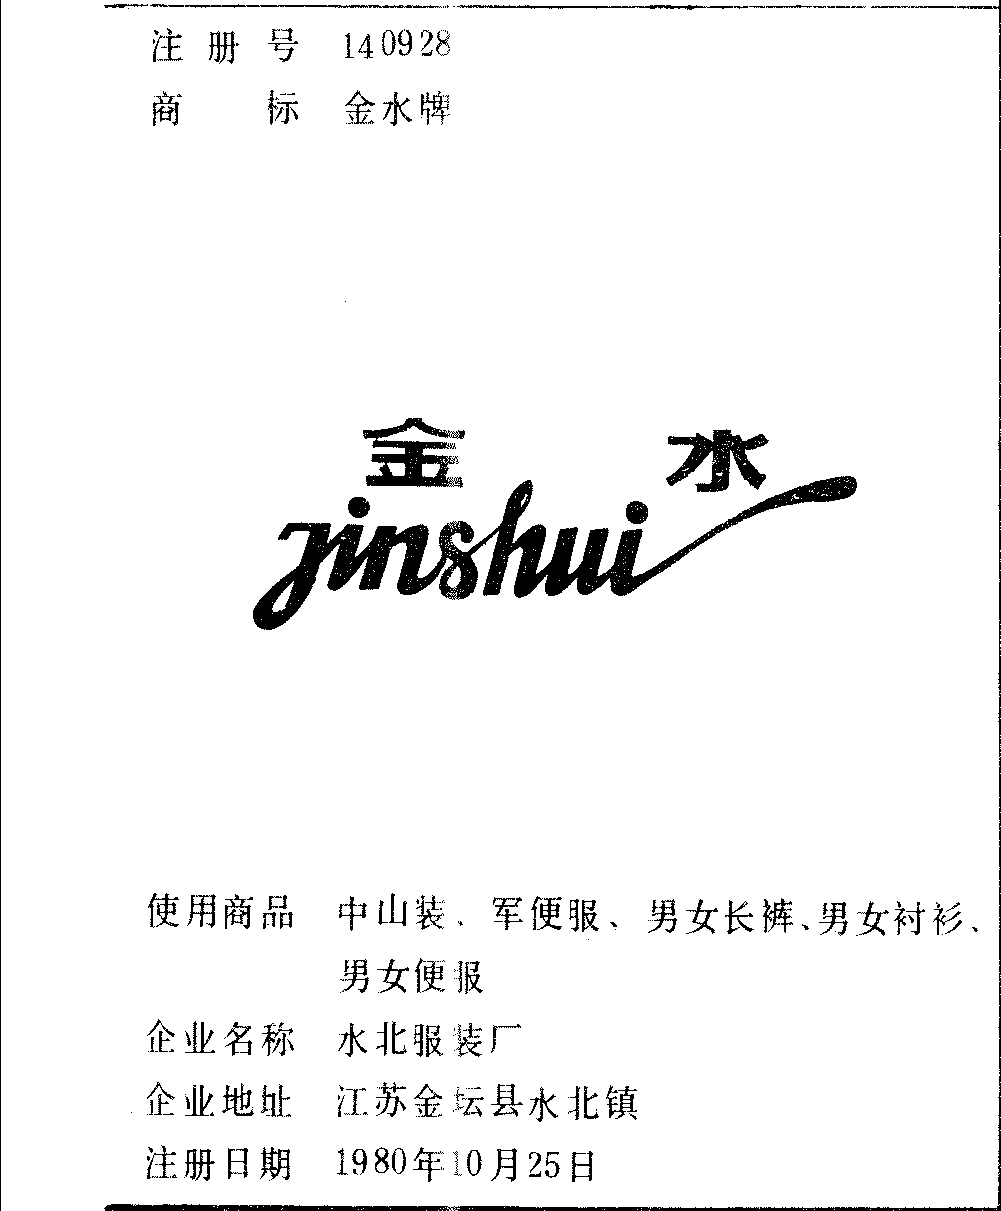 注册号 140928
商标 金水牌
金水
jinshui
使用商品 中山装、军便服、男女长裤、男女衬衫、
男女便服
企业名称 水北服装厂
企业地址 江苏金坛县水北镇
注册日期 1980年10月25日